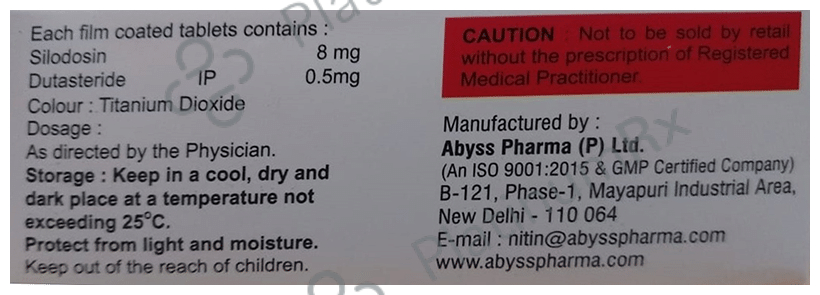 Each film coated tablets contains :
Silodosin 8 mg
Dutasteride IP 0.5mg
Colour : Titanium Dioxide
Dosage :
As directed by the Physician.
Storage : Keep in a cool, dry and
dark place at a temperature not
exceeding 25°C.
Protect from light and moisture.
Keep out of the reach of children.
CAUTION : Not to be sold by retail
without the prescription of Registered
Medical Practitioner.
Manufactured by :
Abyss Pharma (P) Ltd.
(An ISO 9001:2015 & GMP Certified Company)
B-121, Phase-1, Mayapuri Industrial Area,
New Delhi - 110 064
E-mail : nitin@abysspharma.com
www.abysspharma.com